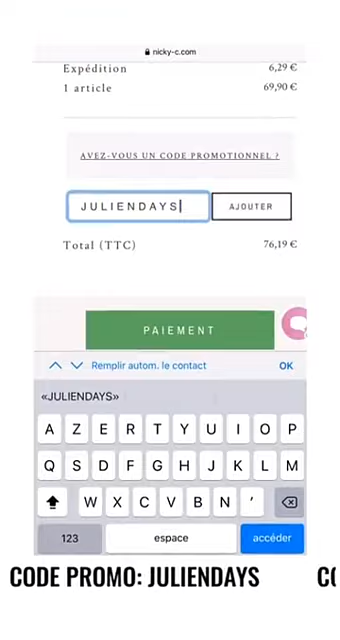 nicky-c.com
Expédition 6,29 €
1 article 69,90 €
AVEZ-VOUS UN CODE PROMOTIONNEL ?
JULIENDAYS AJOUTER
Total (TTC) 76,19 €
PAIEMENT
Remplir autom. le contact OK
«JULIENDAYS»
A Z E R T Y U I O P
Q S D F G H J K L M
W X C V B N '
123 espace accéder
CODE PROMO: JULIENDAYS